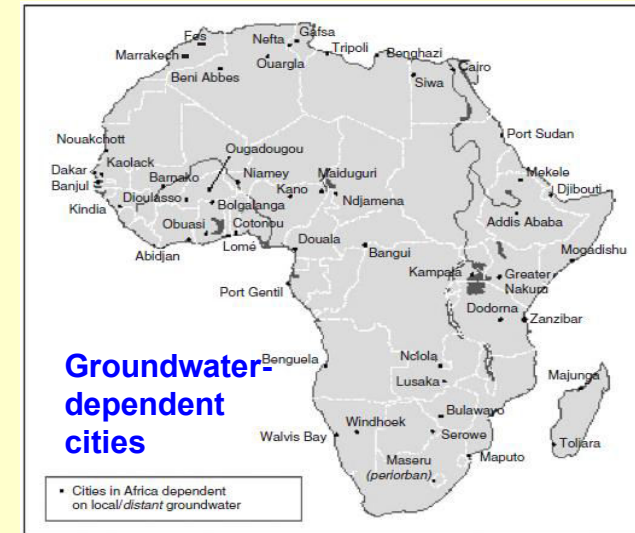 Fes
Nefta
Gafsa
Tripoli
Benghazi
Marrakech
Beni Abbes
Ouargla
Siwa
Cairo
Nouakchott
Ougadougou
Port Sudan
Dakar
Kaolack
Banjul
Bamako
Niamey
Maiduguri
Mekele
Kano
Djibouti
Kindia
Dioulasso
Bolgalanga
Ndjamena
Obuasi
Cotonou
Addis Ababa
Abidjan
Lomé
Douala
Bangui
Mogadishu
Kampala
Greater
Nakuru
Port Gentil
Dodoma
Zanzibar
Groundwater-
dependent
cities
Benguela
Ndola
Lusaka
Majunga
Bulawayo
Walvis Bay
Windhoek
Serowe
Toliara
Maseru
(periorban)
Maputo
▪ Cities in Africa dependent
on local/distant groundwater